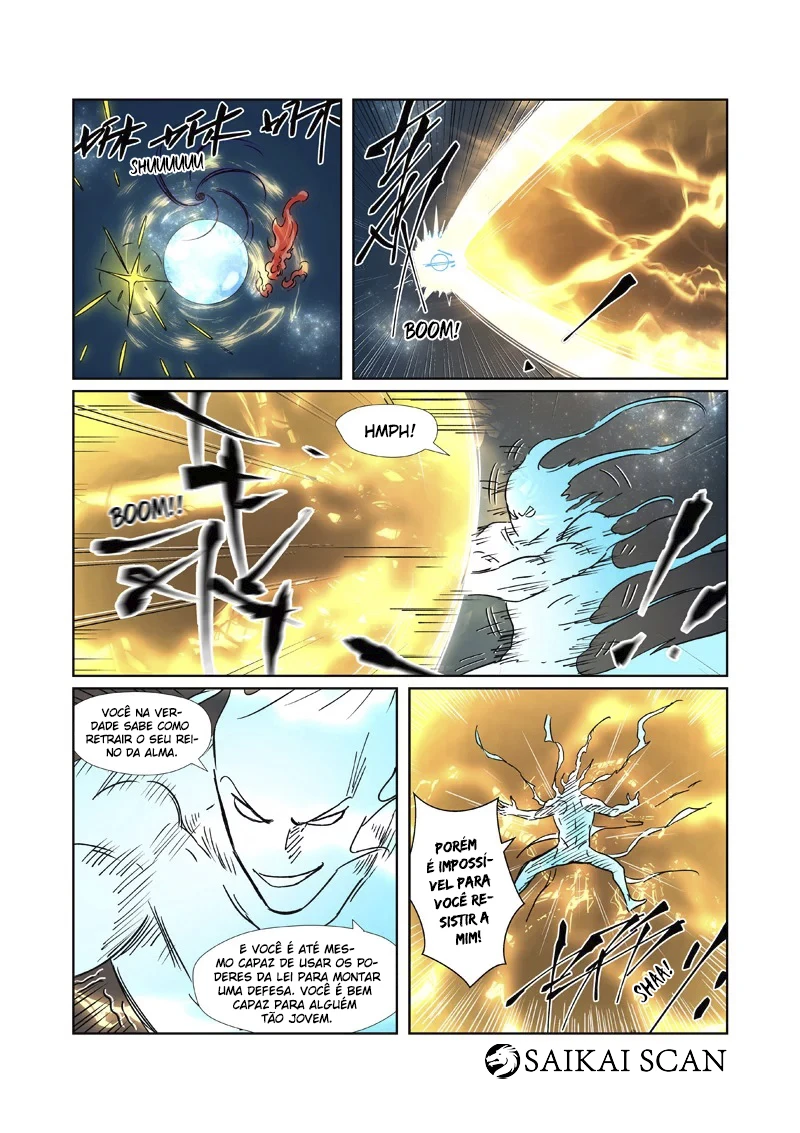 SHUUUUUU
BOOM!
HMPH!
BOOM!!
VOCÊ NA VER-
DADE SABE COMO
RETRAIR O SEU REI-
NO DA ALMA.
E VOCÊ É ATÉ MES-
MO CAPAZ DE USAR OS PO-
DERES DA LEI PARA MONTAR
UMA DEFESA. VOCÊ É BEM
CAPAZ PARA ALGUÉM
TÃO JOVEM.
PORÉM
É IMPOSSÍ-
VEL PARA
VOCÊ RE-
SISTIR A
MIM!
SHAA!
SAIKAI SCAN